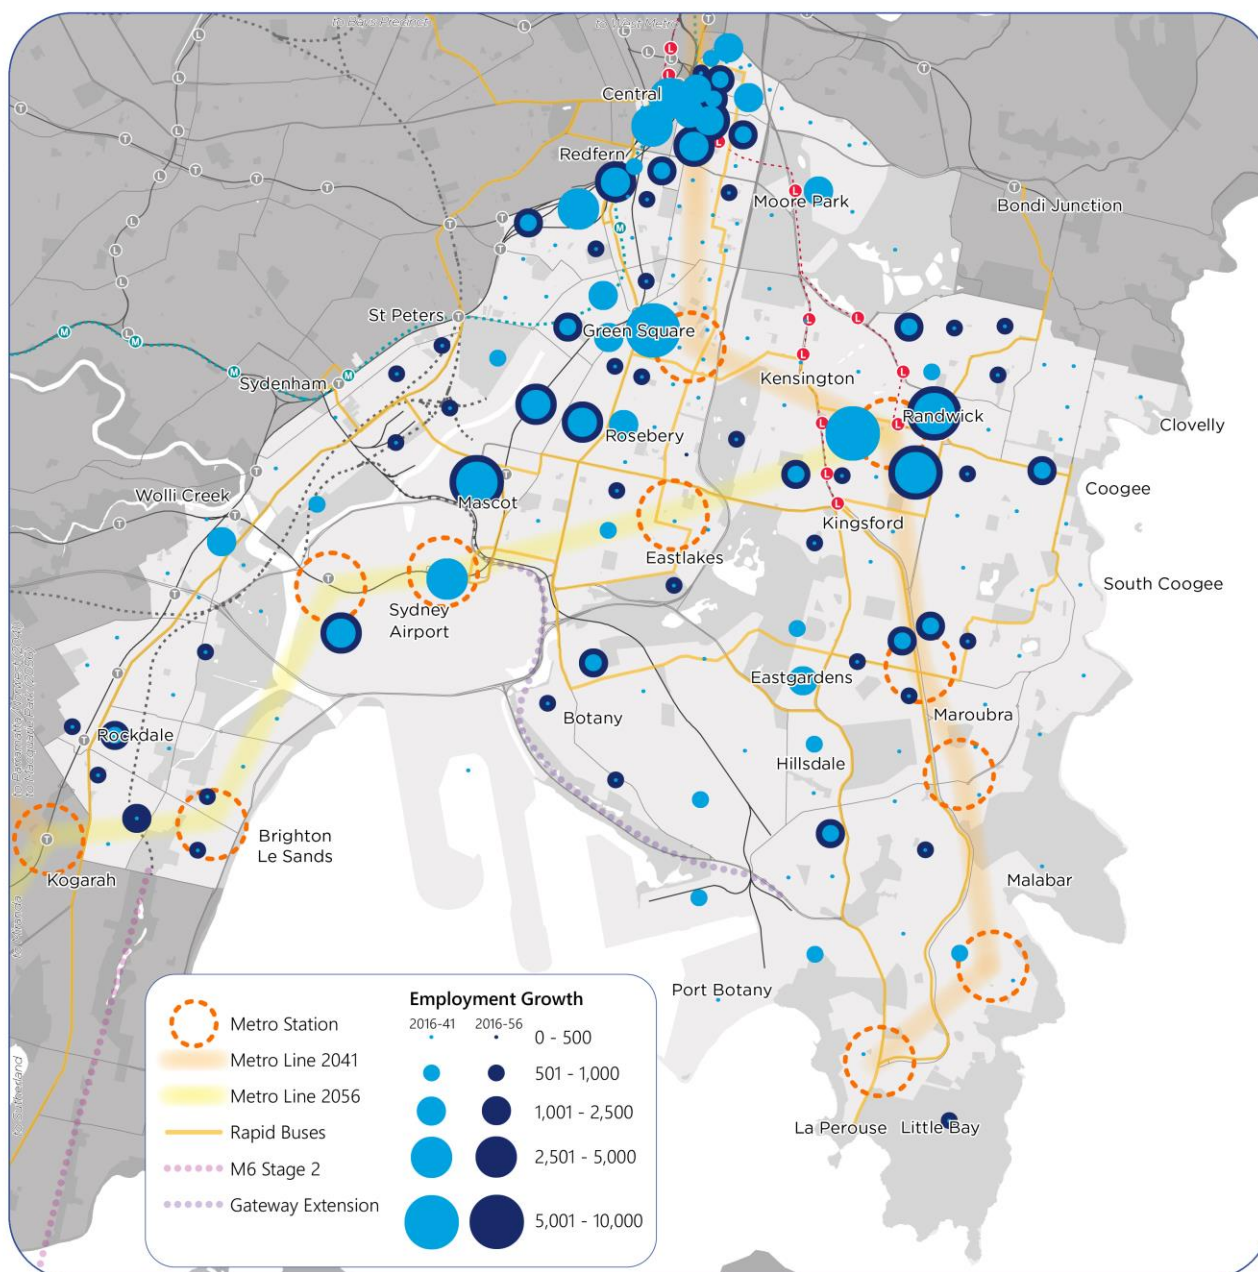 to Bays Precinct
to West Metro
Central
Redfern
Moore Park
Bondi Junction
St Peters
Green Square
Sydenham
Kensington
Randwick
Clovelly
Rosebery
Wolli Creek
Mascot
Coogee
Kingsford
Eastlakes
South Coogee
Sydney
Airport
Eastgardens
Maroubra
Botany
Rockdale
Hillsdale
Brighton
Le Sands
Kogarah
Malabar
to Miranda
Port Botany
La Perouse
Little Bay
Metro Station
Metro Line 2041
Metro Line 2056
Rapid Buses
M6 Stage 2
Gateway Extension
Employment Growth
2016-41 2016-56
0 - 500
501 - 1,000
1,001 - 2,500
2,501 - 5,000
5,001 - 10,000